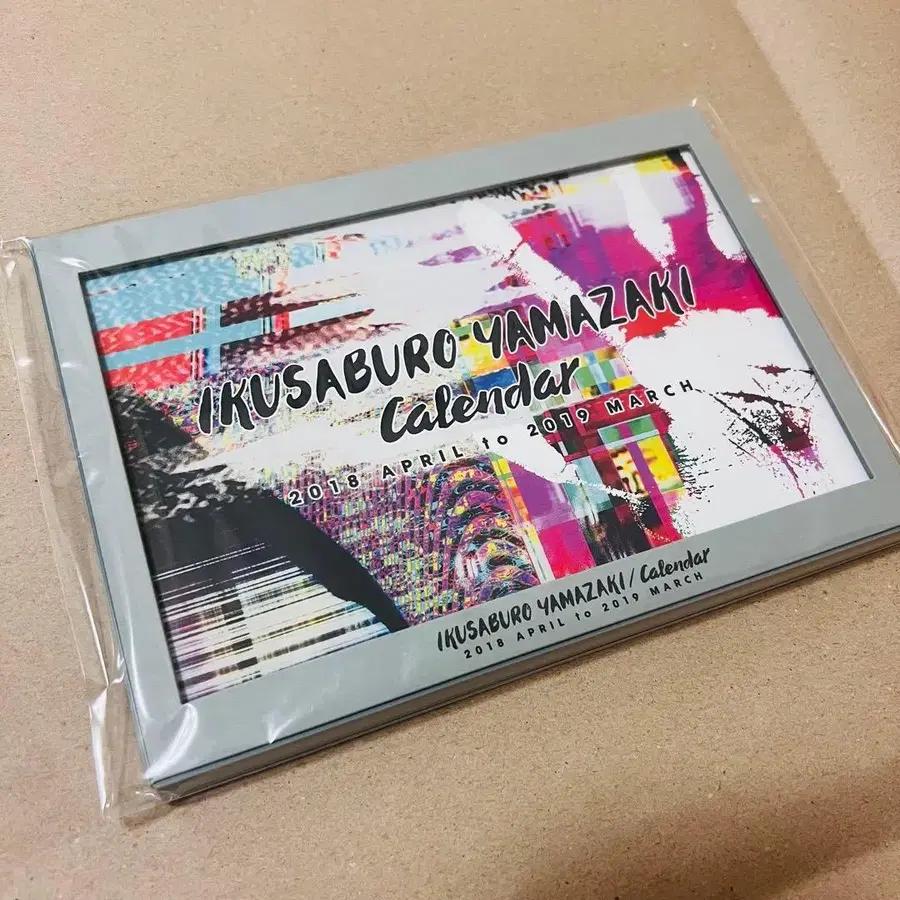 IKUSABURO YAMAZAKI
Calendar
2018 APRIL to 2019 MARCH
IKUSABURO YAMAZAKI / Calendar
2018 APRIL to 2019 MARCH